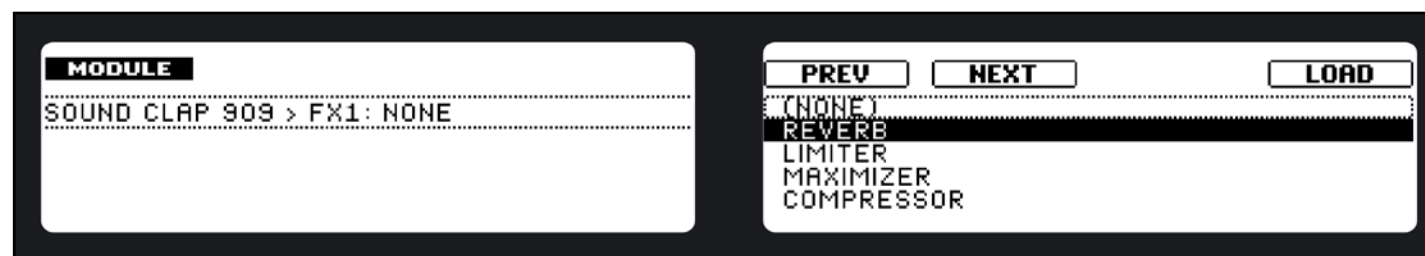 MODULE
SOUND CLAP 909 > FX1: NONE
PREV NEXT LOAD
(NONE)
REVERB
LIMITER
MAXIMIZER
COMPRESSOR